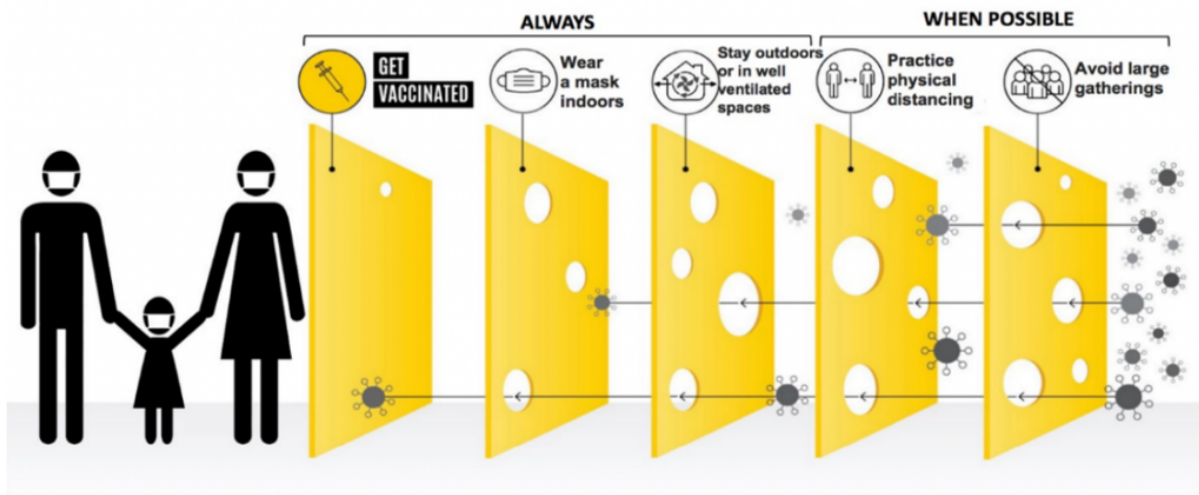 ALWAYS
WHEN POSSIBLE
GET
VACCINATED
Wear
a mask
indoors
Stay outdoors
or in well
ventilated
spaces
Practice
physical
distancing
Avoid large
gatherings